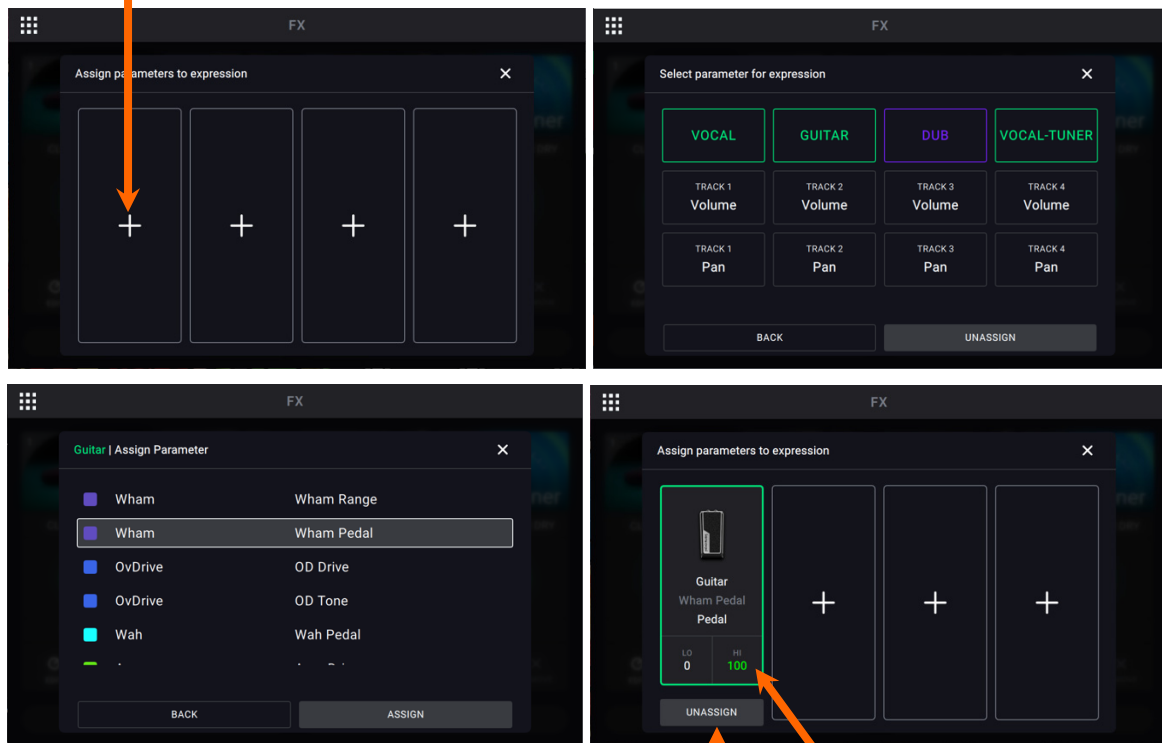 FX
Assign parameters to expression
FX
Select parameter for expression
VOCAL GUITAR DUB VOCAL-TUNER
TRACK 1 TRACK 2 TRACK 3 TRACK 4
Volume Volume Volume Volume
TRACK 1 TRACK 2 TRACK 3 TRACK 4
Pan Pan Pan Pan
BACK UNASSIGN
FX
Guitar | Assign Parameter
Wham Wham Range
Wham Wham Pedal
OvDrive OD Drive
OvDrive OD Tone
Wah Wah Pedal
BACK ASSIGN
FX
Assign parameters to expression
Guitar
Wham Pedal
Pedal
LO HI
0 100
UNASSIGN